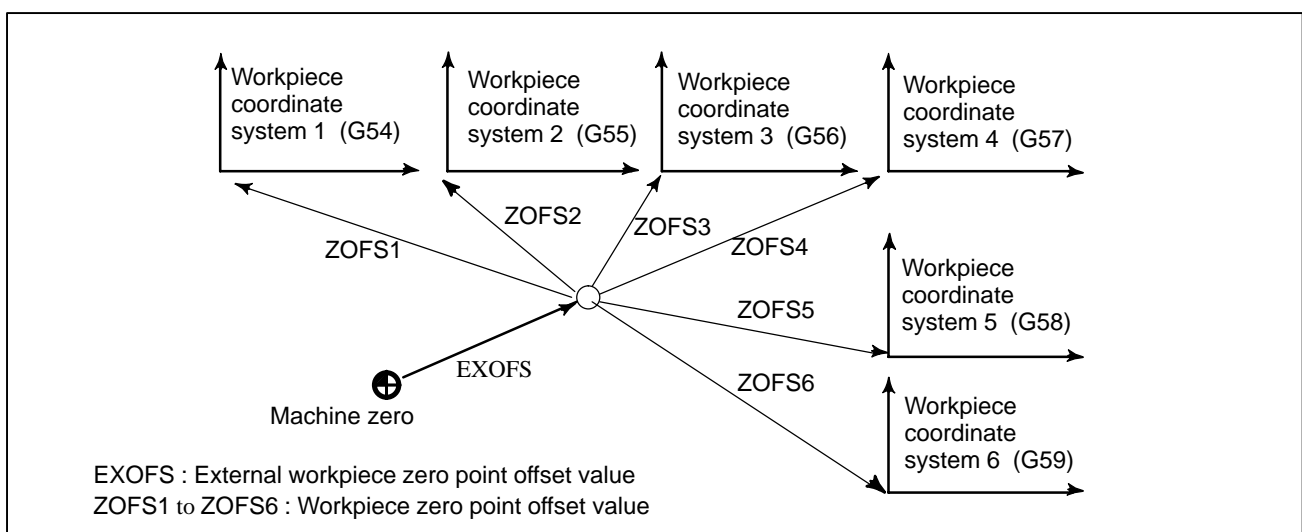 Workpiece
coordinate
system 1 (G54)
Workpiece
coordinate
system 2 (G55)
Workpiece
coordinate
system 3 (G56)
Workpiece
coordinate
system 4 (G57)
ZOFS1
ZOFS2
ZOFS3
ZOFS4
ZOFS5
Workpiece
coordinate
system 5 (G58)
EXOFS
ZOFS6
Machine zero
Workpiece
coordinate
system 6 (G59)
EXOFS : External workpiece zero point offset value
ZOFS1 to ZOFS6 : Workpiece zero point offset value